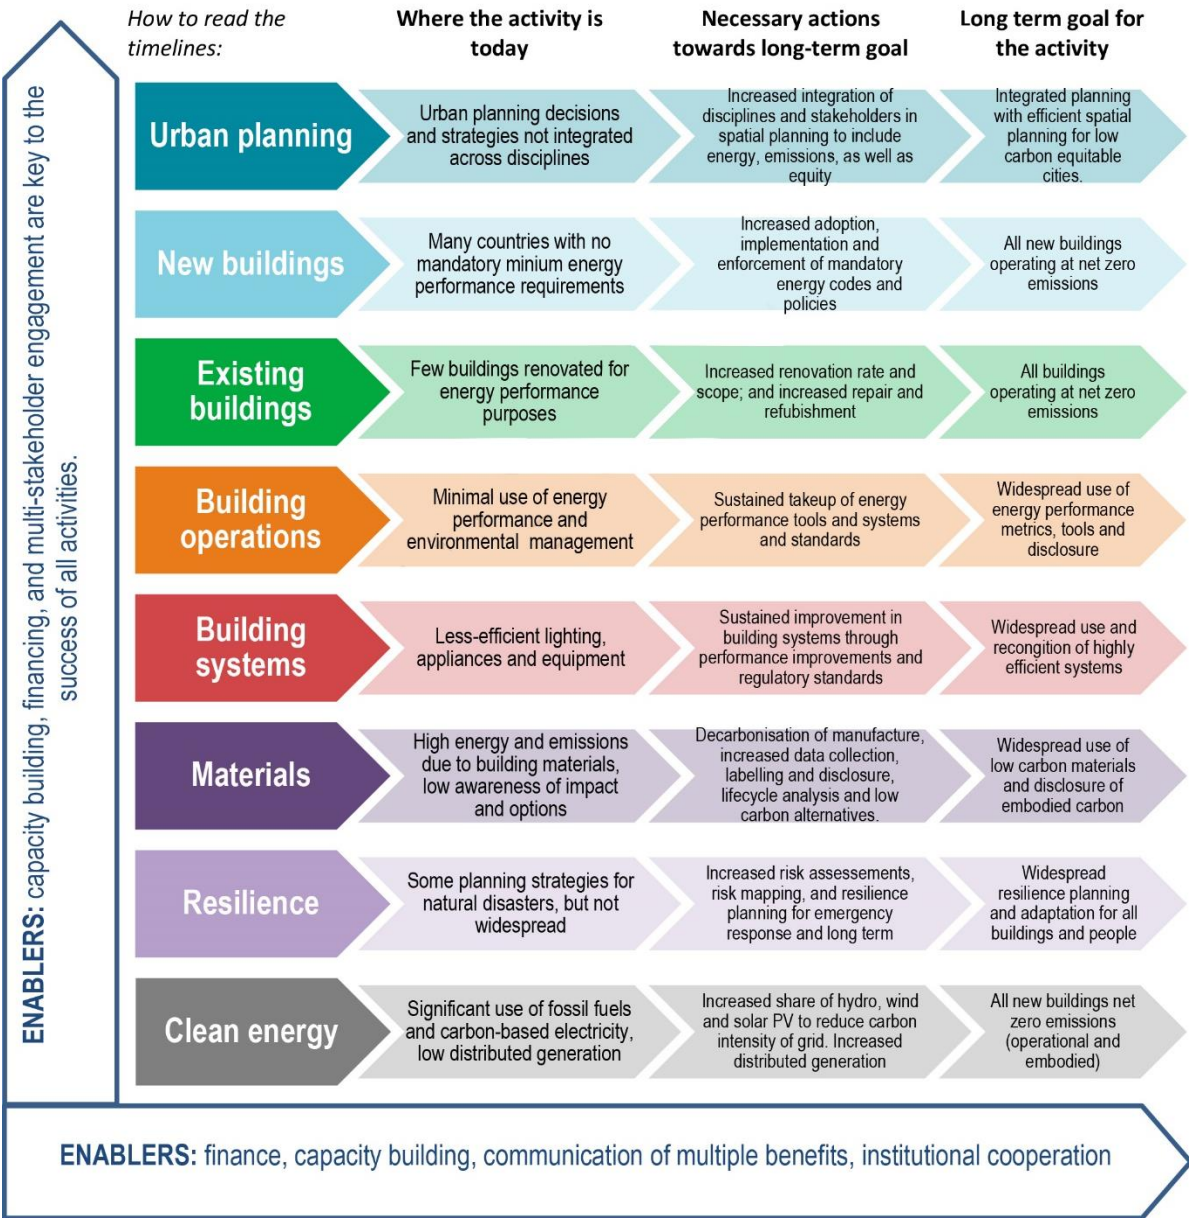 How to read the
timelines:
Where the activity is
today
Necessary actions
towards long-term goal
Long term goal for
the activity
Urban planning
Urban planning decisions
and strategies not integrated
across disciplines
Increased integration of
disciplines and stakeholders in
spatial planning to include
energy, emissions, as well as
equity
Integrated planning
with efficient spatial
planning for low
carbon equitable
cities.
New buildings
Many countries with no
mandatory minium energy
performance requirements
Increased adoption,
implementation and
enforcement of mandatory
energy codes and
policies
All new buildings
operating at net zero
emissions
Existing
buildings
Few buildings renovated for
energy performance
purposes
Increased renovation rate and
scope; and increased repair and
refubishment
All buildings
operating at net zero
emissions
Building
operations
Minimal use of energy
performance and
environmental management
Sustained takeup of energy
performance tools and systems
and standards
Widespread use of
energy performance
metrics, tools and
disclosure
Building
systems
Less-efficient lighting,
appliances and equipment
Sustained improvement in
building systems through
performance improvements and
regulatory standards
Widespread use and
recongition of highly
efficient systems
Materials
High energy and emissions
due to building materials,
low awareness of impact
and options
Decarbonisation of manufacture,
increased data collection,
labelling and disclosure,
lifecycle analysis and low
carbon alternatives.
Widespread use of
low carbon materials
and disclosure of
embodied carbon
Resilience
Some planning strategies for
natural disasters, but not
widespread
Increased risk assessements,
risk mapping, and resilience
planning for emergency
response and long term
Widespread
resilience planning
and adaptation for all
buildings and people
Clean energy
Significant use of fossil fuels
and carbon-based electricity,
low distributed generation
Increased share of hydro, wind
and solar PV to reduce carbon
intensity of grid. Increased
distributed generation
All new buildings net
zero emissions
(operational and
embodied)
ENABLERS: capacity building, financing, and multi-stakeholder engagement are key to the
success of all activities.
ENABLERS: finance, capacity building, communication of multiple benefits, institutional cooperation